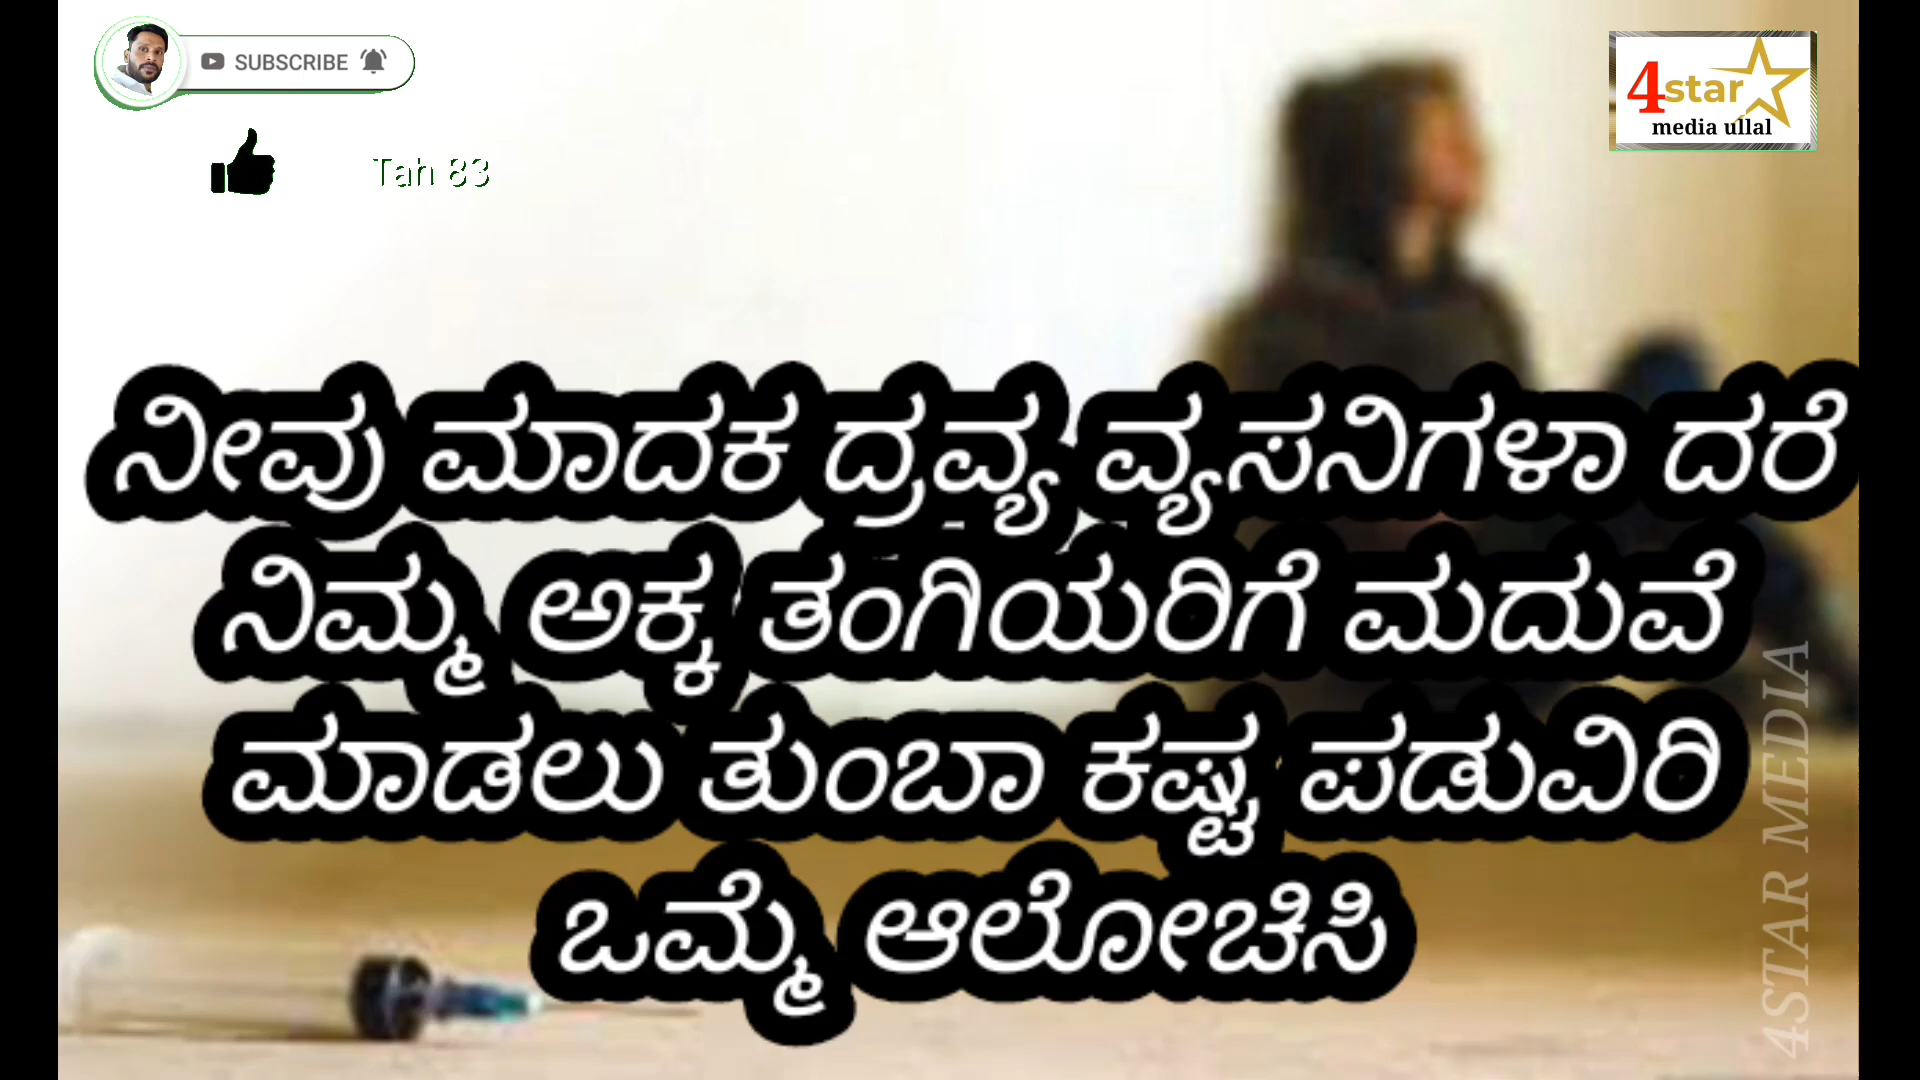 SUBSCRIBE
Tah 83
4star
media ullal
ನೀವು ಮಾದಕ ದ್ರವ್ಯ ವ್ಯಸನಿಗಳಾ ದರೆ
ನಿಮ್ಮ ಅಕ್ಕ ತಂಗಿಯರಿಗೆ ಮದುವೆ
ಮಾಡಲು ತುಂಬಾ ಕಷ್ಟ ಪಡುವಿರಿ
ಒಮ್ಮೆ ಆಲೋಚಿಸಿ
4STAR MEDIA